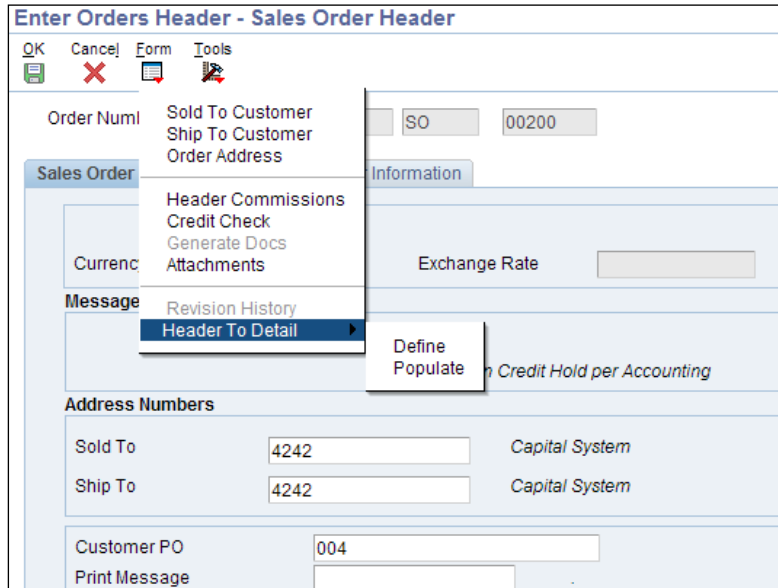 Enter Orders Header - Sales Order Header
OK Cancel Form Tools
Order Numl SO 00200
Sales Order Information
Sold To Customer
Ship To Customer
Order Address
Header Commissions
Credit Check
Generate Docs
Attachments
Revision History
Header To Detail
Define
Populate
Currenc Exchange Rate
Message
Credit Hold per Accounting
Address Numbers
Sold To 4242 Capital System
Ship To 4242 Capital System
Customer PO 004
Print Message